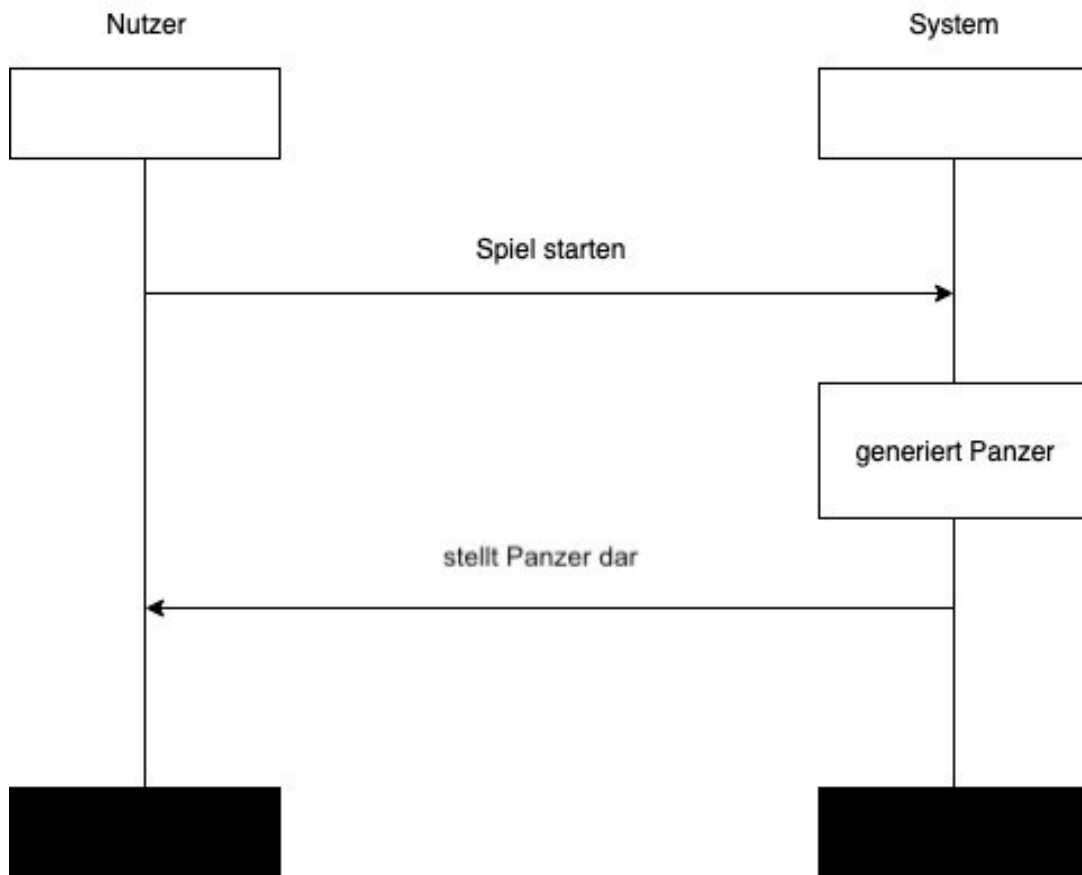 Nutzer
System
Spiel starten
generiert Panzer
stellt Panzer dar